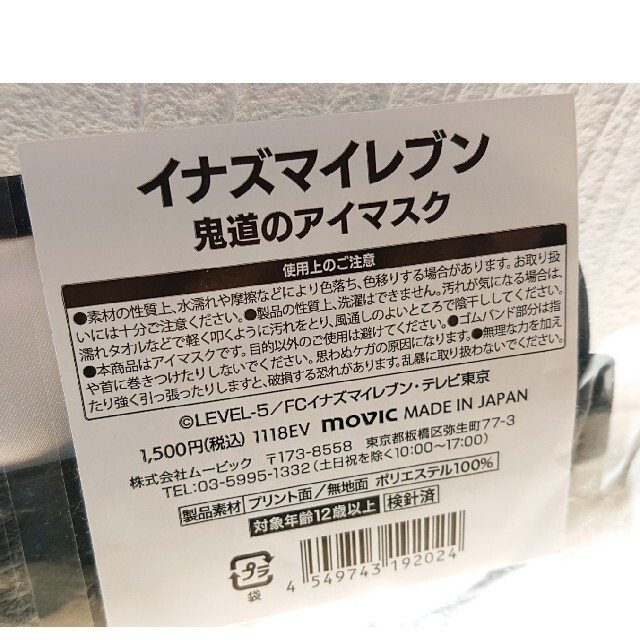 イナズマイレブン
鬼道のアイマスク
使用上のご注意
●素材の性質上、水濡れや摩擦などにより色落ち、色移りする場合があります。お取り扱
いには十分ご注意ください。●製品の性質上、洗濯はできません。汚れが気になる場合は、
濡れタオルなどで軽く叩くように汚れをとり、風通しのよいところで陰干ししてください。
●本商品はアイマスクです。目的以外のご使用は避けてください。●ゴムバンド部分は指
や首に巻きつけたりしないでください。思わぬケガの原因になります。●無理な力を加え
たり強く引っ張ったりしますと、破損する恐れがあります。乱暴に取り扱わないでください。
©LEVEL-5/FCイナズマイレブン・テレビ東京
1,500円(税込) 1118EV movic MADE IN JAPAN
株式会社ムービック 〒173-8558 東京都板橋区弥生町77-3
TEL:03-5995-1332(土日祝を除く10:00~17:00)
製品素材 プリント面/無地面 ポリエステル100% 検針済
対象年齢12歳以上
プラ
袋
4 549743 192024